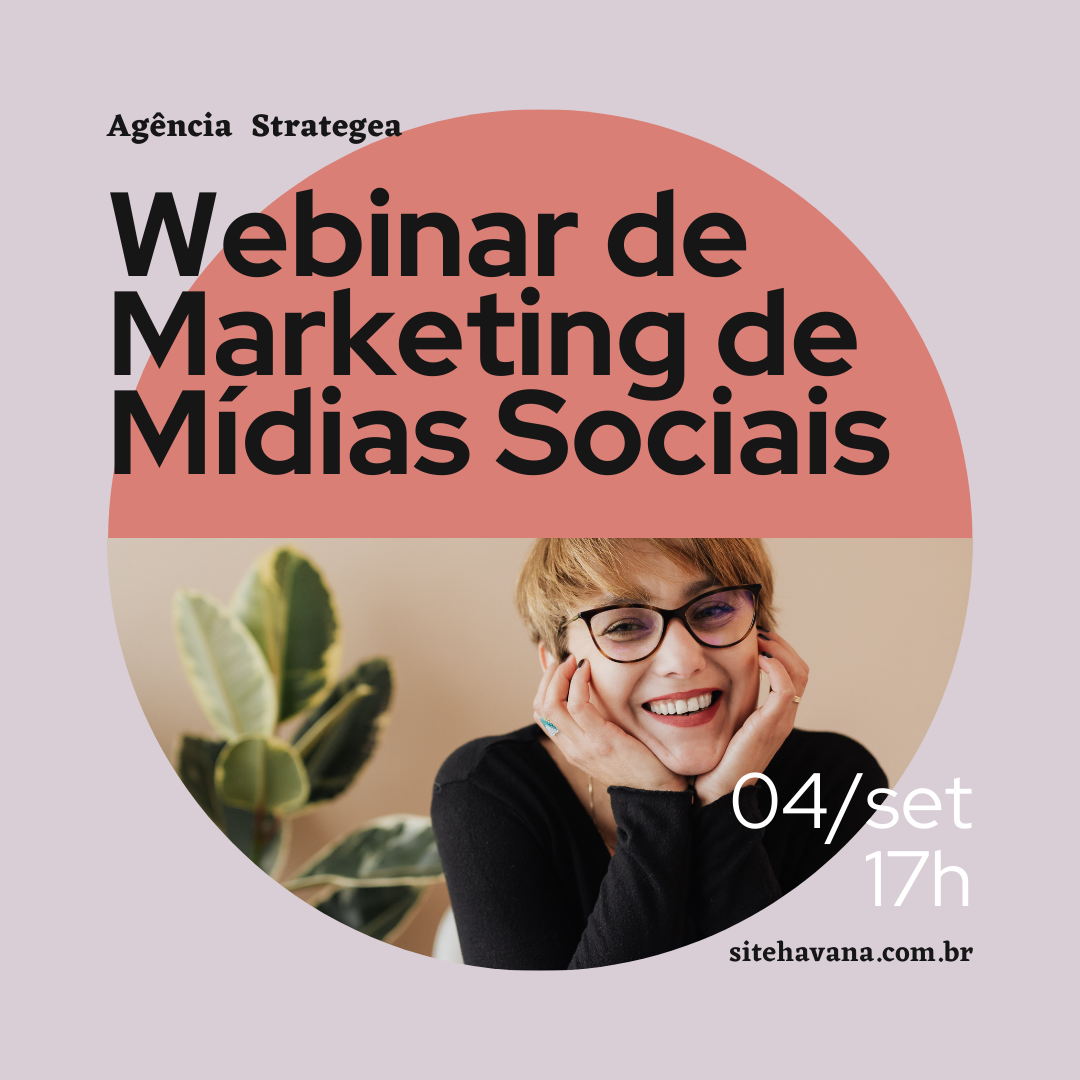 Agência Strategea
Webinar de
Marketing de
Mídias Sociais
04/set
17h
sitehavana.com.br